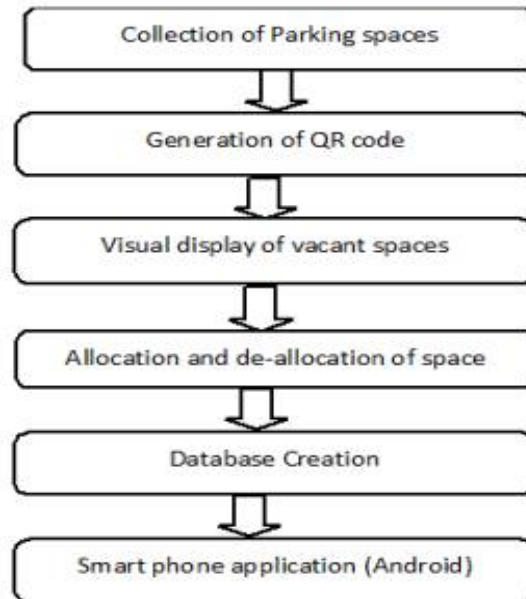 Collection of Parking spaces
Generation of QR code
Visual display of vacant spaces
Allocation and de-allocation of space
Database Creation
Smart phone application (Android)